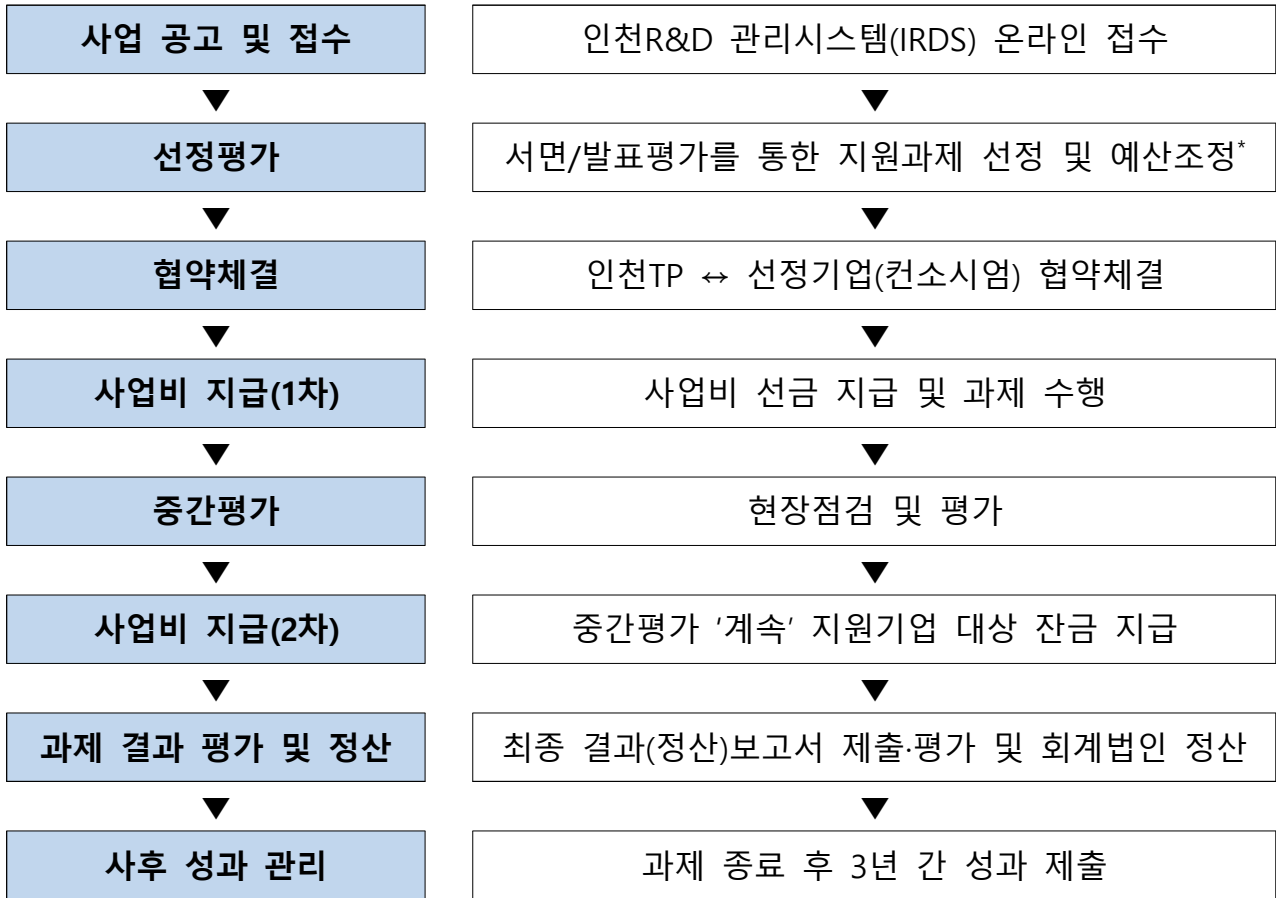 사업 공고 및 접수
인천R&D 관리시스템(IRDS) 온라인 접수
▼
▼
선정평가
서면/발표평가를 통한 지원과제 선정 및 예산조정*
▼
▼
협약체결
인천TP ↔ 선정기업(컨소시엄) 협약체결
▼
▼
사업비 지급(1차)
사업비 선금 지급 및 과제 수행
▼
▼
중간평가
현장점검 및 평가
▼
▼
사업비 지급(2차)
중간평가 '계속' 지원기업 대상 잔금 지급
▼
▼
과제 결과 평가 및 정산
최종 결과(정산)보고서 제출·평가 및 회계법인 정산
▼
▼
사후 성과 관리
과제 종료 후 3년 간 성과 제출